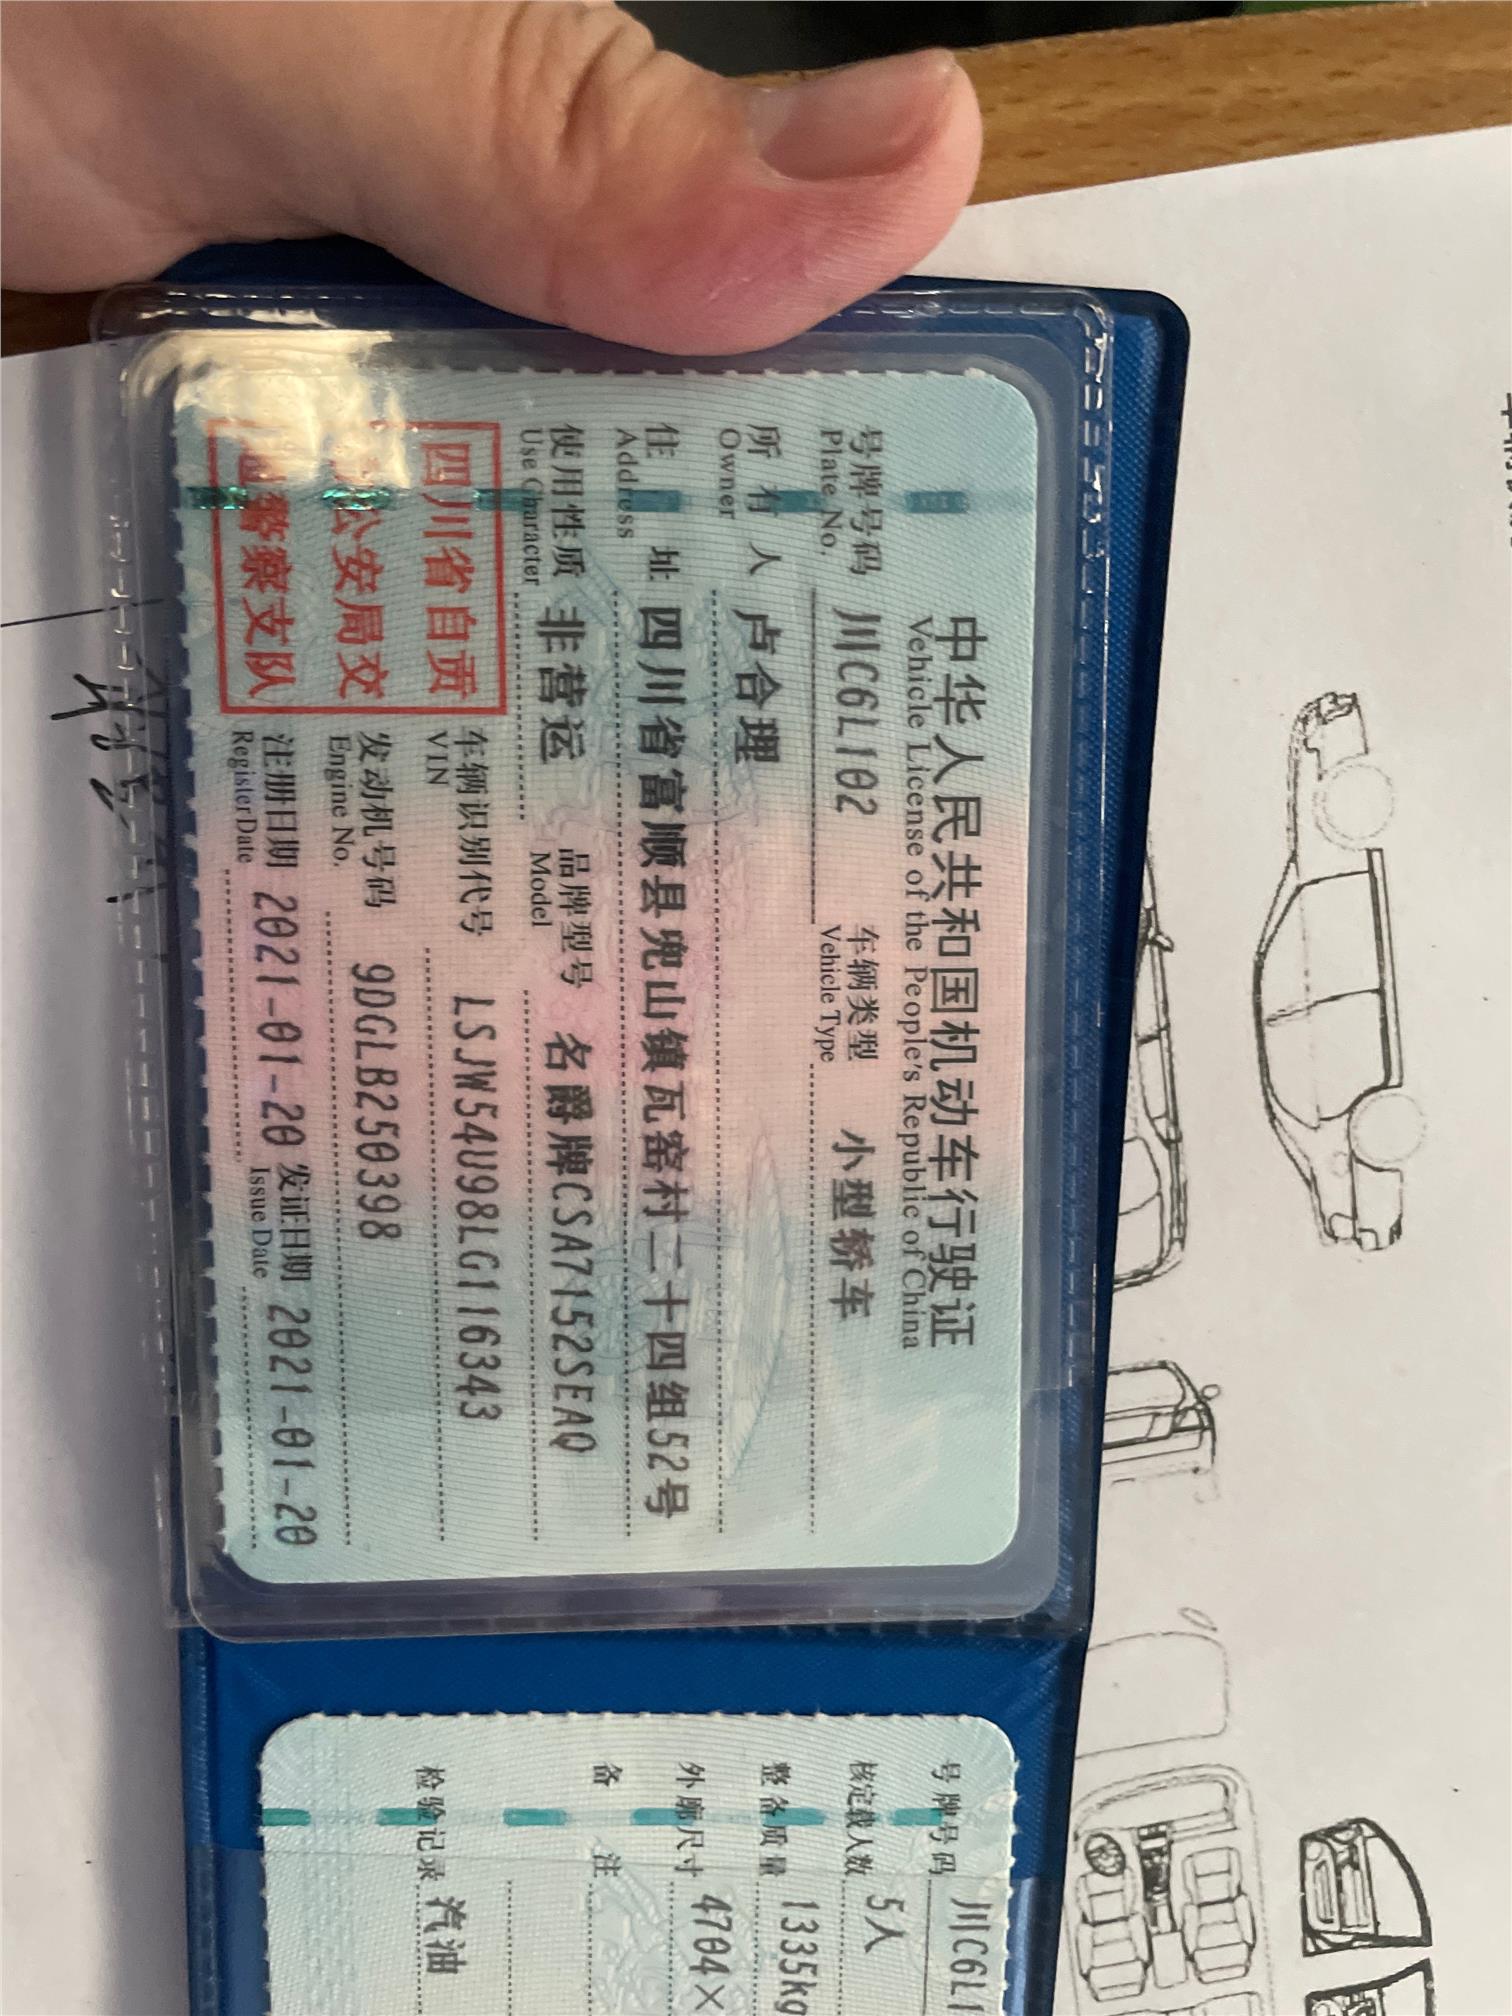 中华人民共和国机动车行驶证
Vehicle License of the People's Republic of China
号牌号码 川C6L102 车辆类型 小型轿车
Plate No. Vehicle Type
所有人 卢合理
Owner
住址 四川省富顺县兜山镇瓦窑村二十四组52号
Address
使用性质 非营运 品牌型号 名爵牌CSA7152SEAQ
Use Character Model
四川省自贡
公安局交
警察支队
车辆识别代号 LSJW54U98LG116343
VIN
发动机号码 9DGLB250398
Engine No.
注册日期 2021-01-20 发证日期 2021-01-20
Register Date Issue Date
号牌号码 川C6L1
核定载人数 5人
整备质量 1335kg
外廓尺寸 4704×
备注
检验记录 汽油